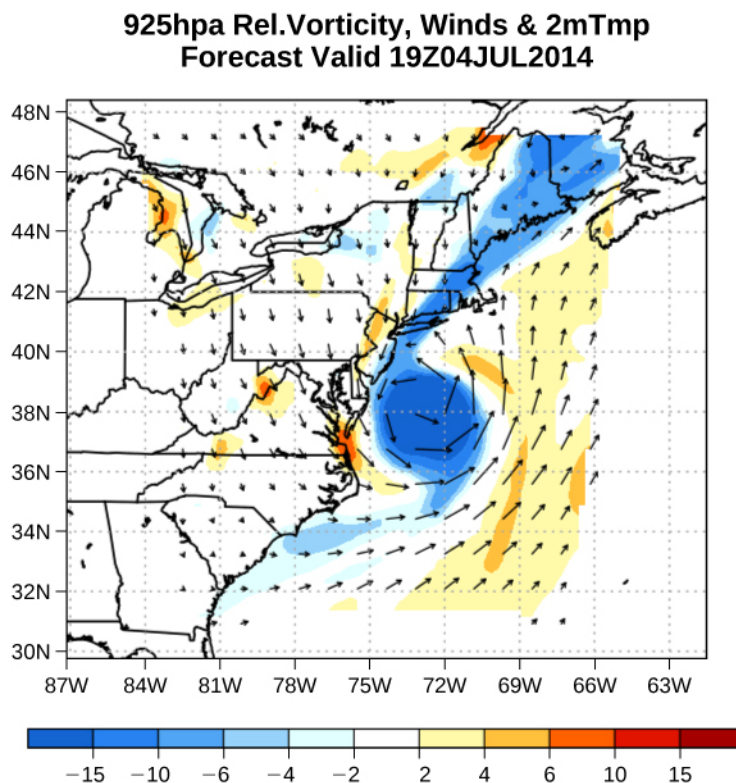 925hpa Rel.Vorticity, Winds & 2mTmp
Forecast Valid 19Z04JUL2014
48N
46N
44N
42N
40N
38N
36N
34N
32N
30N
87W 84W 81W 78W 75W 72W 69W 66W 63W
−15 −10 −6 −4 −2 2 4 6 10 15